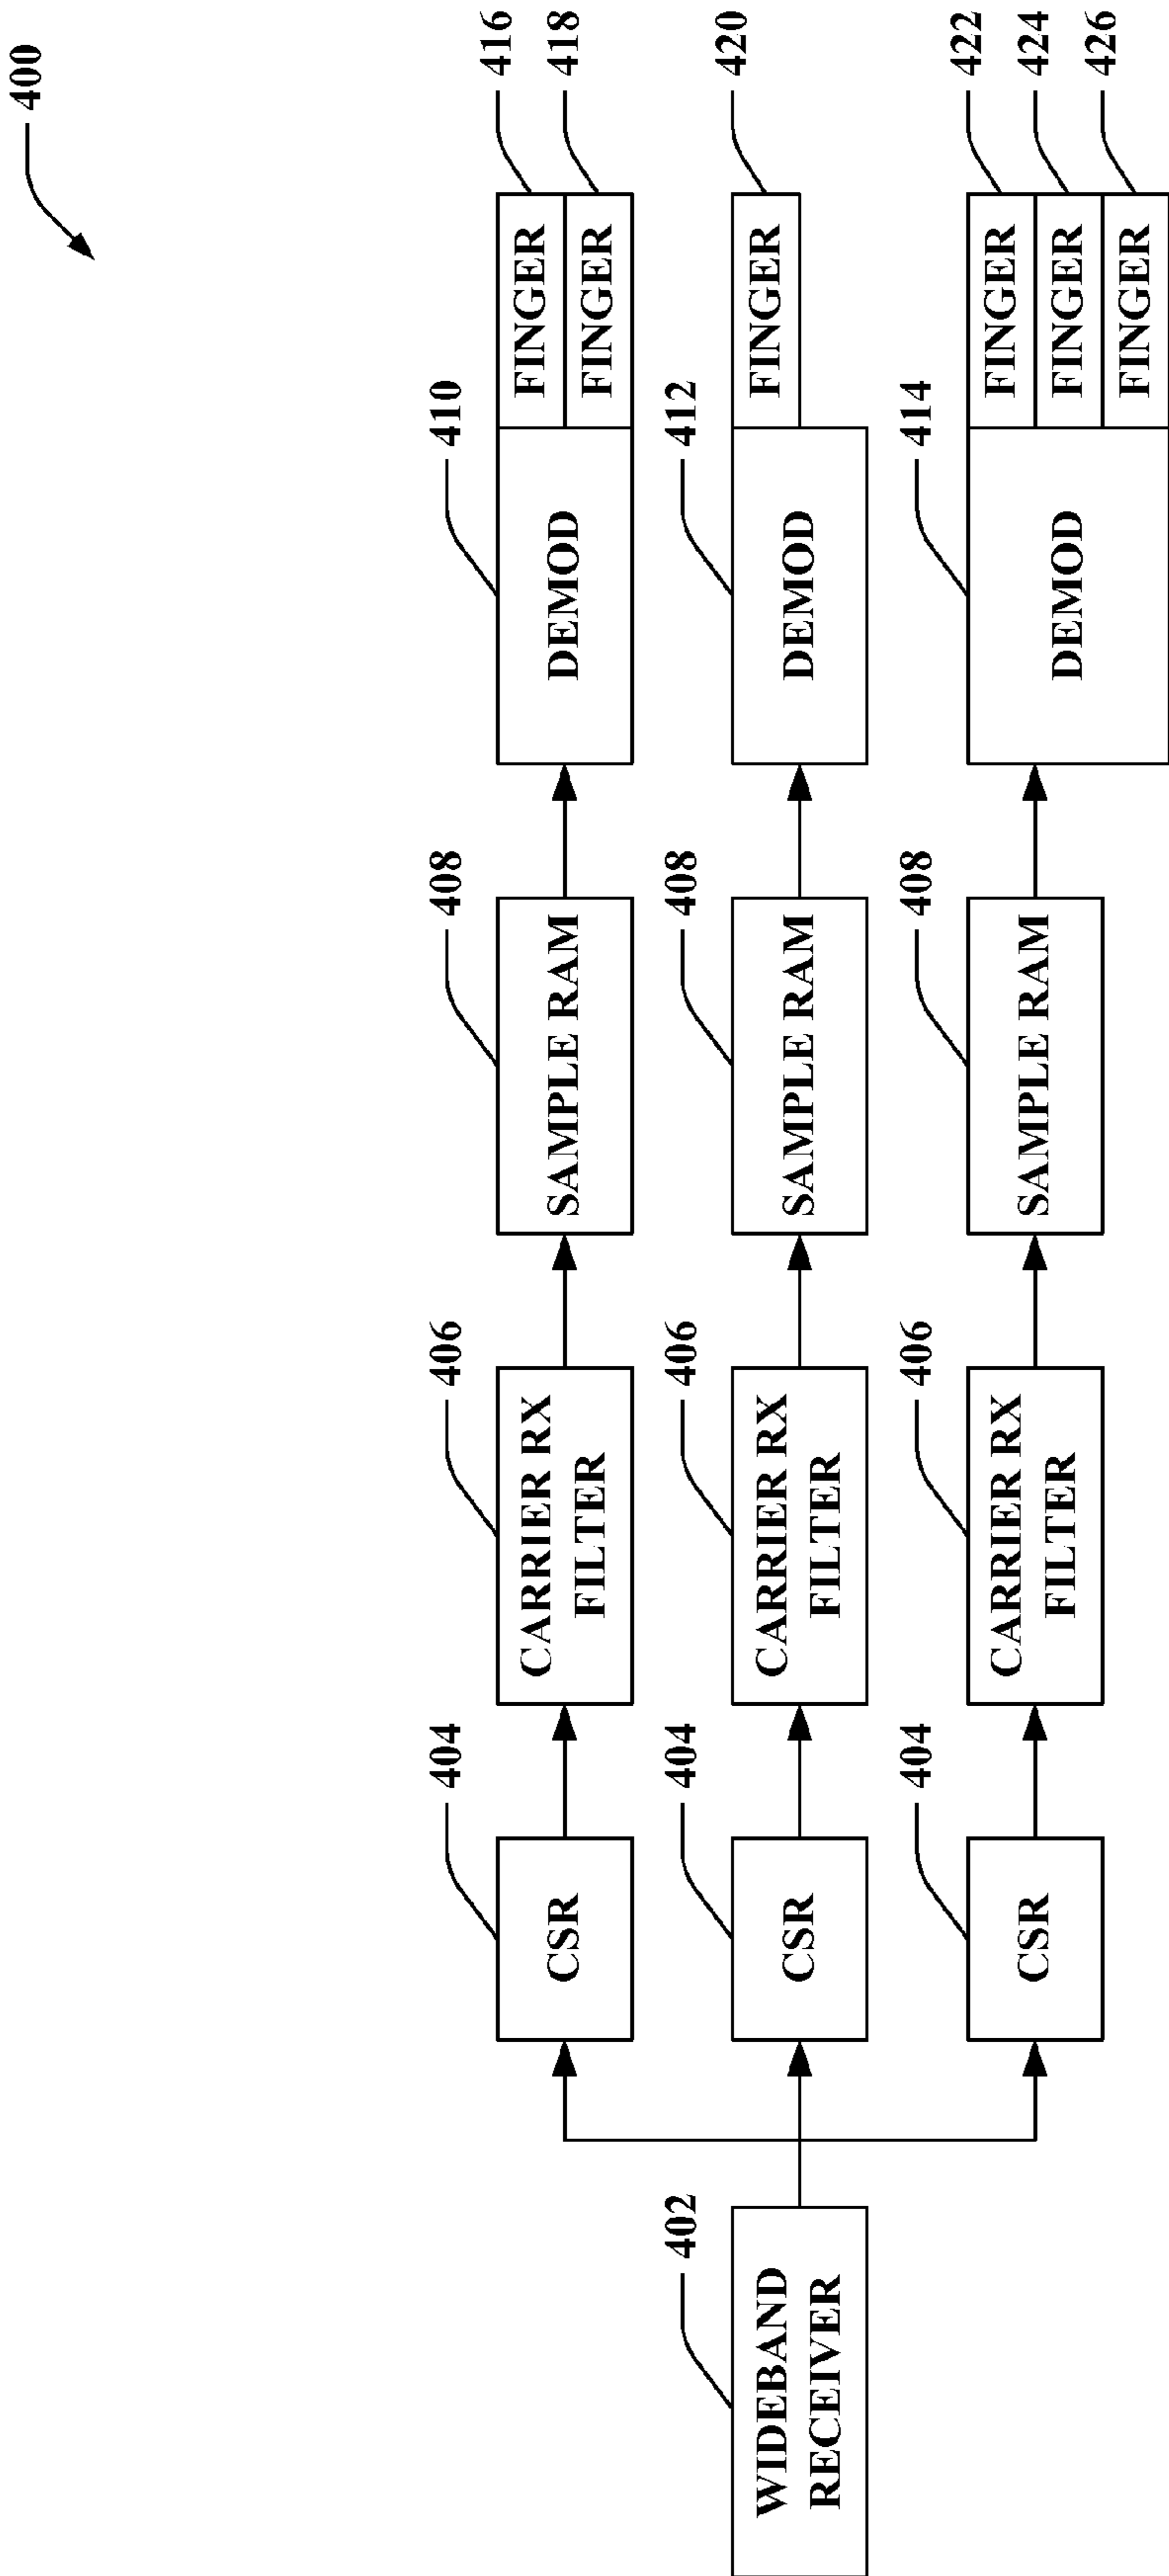 400
402
WIDEBAND
RECEIVER
404
CSR
406
CARRIER RX
FILTER
408
SAMPLE RAM
410
DEMOD
FINGER
416
FINGER
418
404
CSR
406
CARRIER RX
FILTER
408
SAMPLE RAM
412
DEMOD
FINGER
420
404
CSR
406
CARRIER RX
FILTER
408
SAMPLE RAM
414
DEMOD
FINGER
422
FINGER
424
FINGER
426